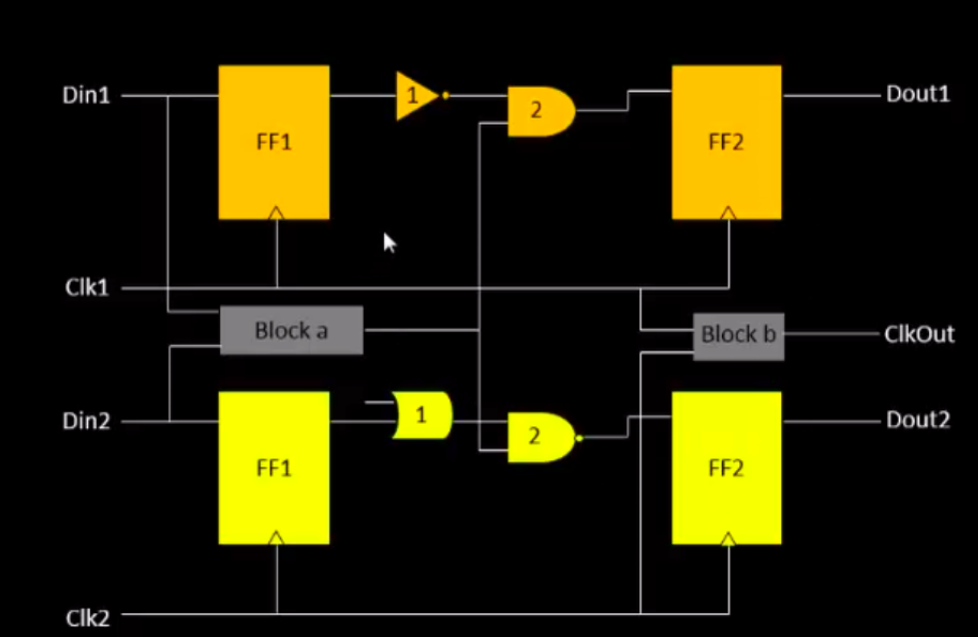 Din1
1
2
Dout1
FF1
FF2
Clk1
Block a
Block b
ClkOut
Din2
1
2
Dout2
FF1
FF2
Clk2